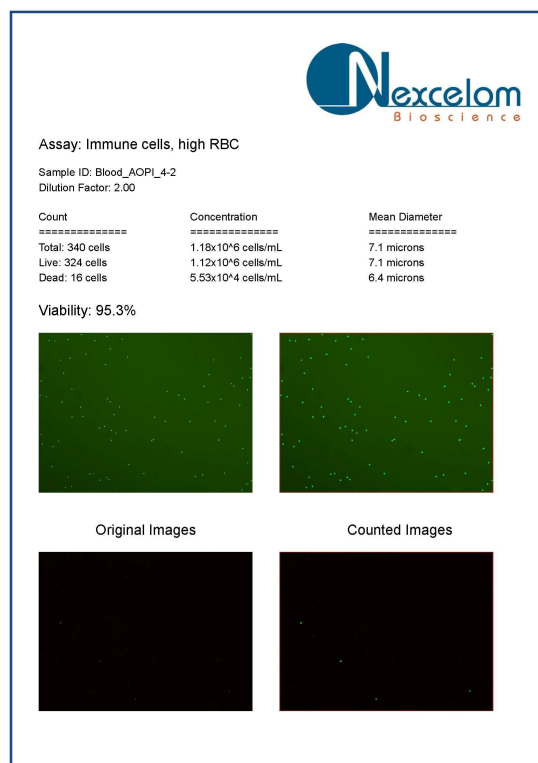 Nexcelom
Bioscience
Assay: Immune cells, high RBC
Sample ID: Blood_AOPI_4-2
Dilution Factor: 2.00
Count Concentration Mean Diameter
============== ============== ==============
Total: 340 cells 1.18x10^6 cells/mL 7.1 microns
Live: 324 cells 1.12x10^6 cells/mL 7.1 microns
Dead: 16 cells 5.53x10^4 cells/mL 6.4 microns
Viability: 95.3%
Original Images Counted Images